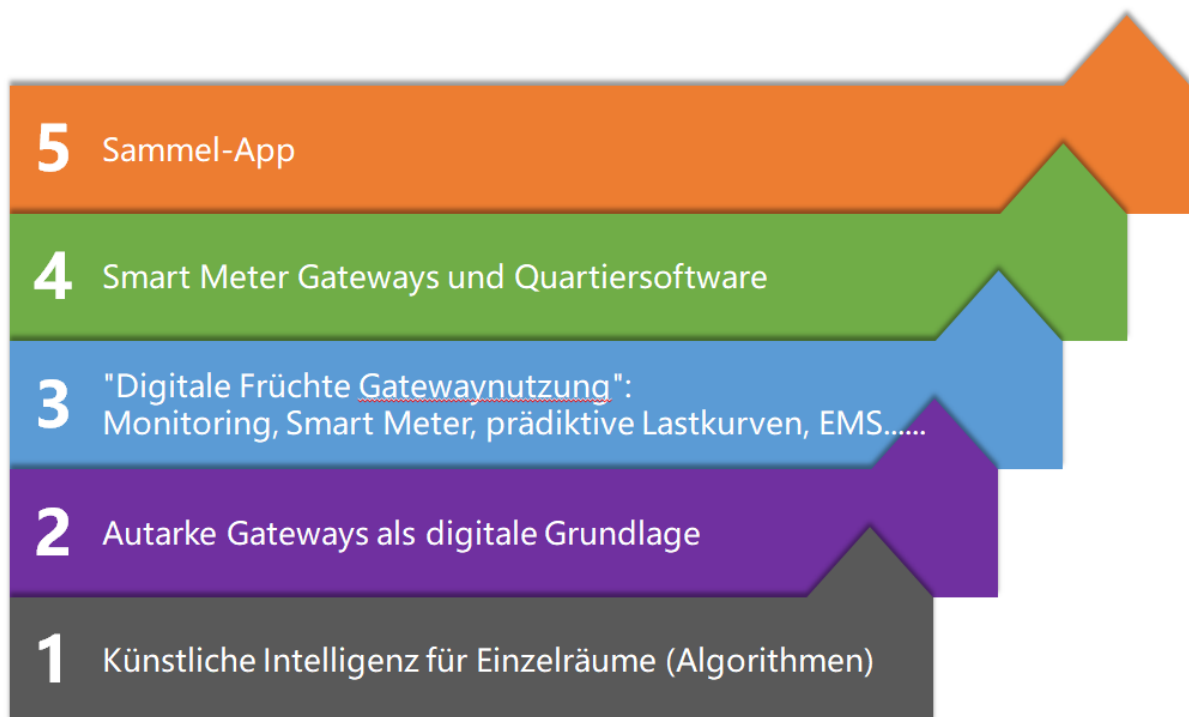 5 Sammel-App
4 Smart Meter Gateways und Quartiersoftware
3 "Digitale Früchte Gatewaynutzung":
Monitoring, Smart Meter, prädiktive Lastkurven, EMS......
2 Autarke Gateways als digitale Grundlage
1 Künstliche Intelligenz für Einzelräume (Algorithmen)